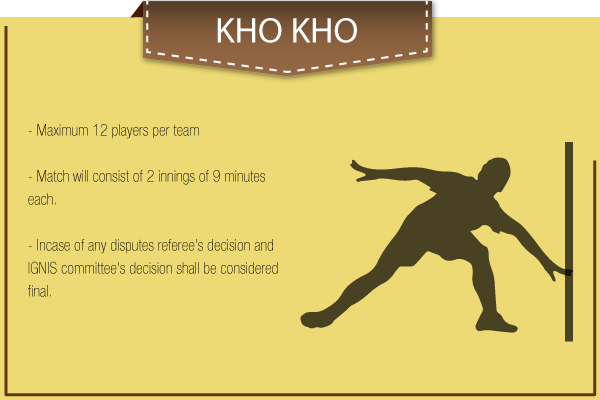 KHO KHO
- Maximum 12 players per team
- Match will consist of 2 innings of 9 minutes
each.
- Incase of any disputes referee's decision and
IGNIS committee's decision shall be considered
final.